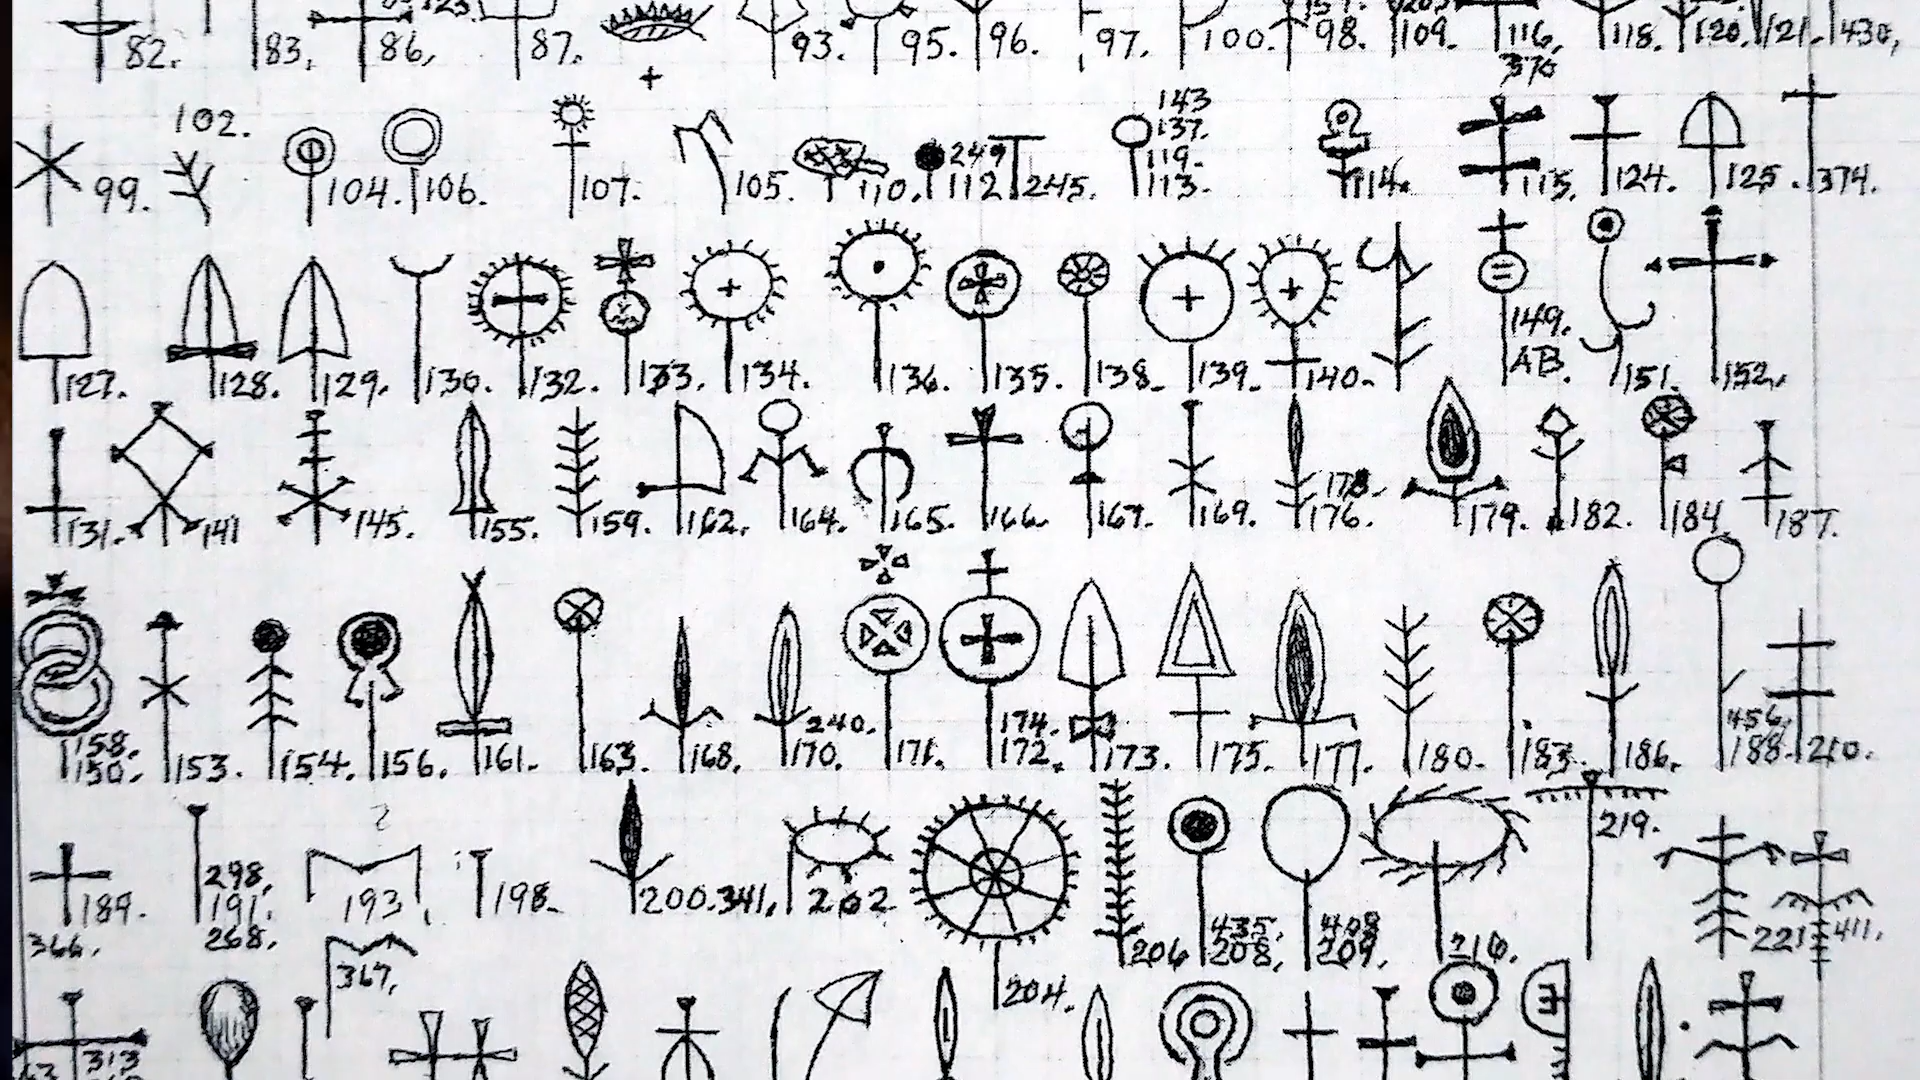 82. 83. 86. 87. 93. 95. 96. 97. 100. 98. 109. 116. 118. 120. 121. 430.
376
102. 143
137.
99. 104. 106. 107. 105. 110. 249 112 245. 119. 113. 114. 115. 124. 125. 374.
127. 128. 129. 130. 132. 133. 134. 136. 135. 138. 139. 140. 149. AB. 151. 152.
131. 141 145. 155. 159. 162. 164. 165. 166. 167. 169. 178. 176. 179. 182. 184 187.
158. 240. 174. 456.
150. 153. 154. 156. 161. 163. 168. 170. 171. 172. 173. 175. 177. 180. 183. 186. 188. 210.
2 219.
189. 298. 191. 193. 198. 200. 341. 202 435. 408 221 411.
366. 268. 206 208. 209. 216.
367. 204.
313